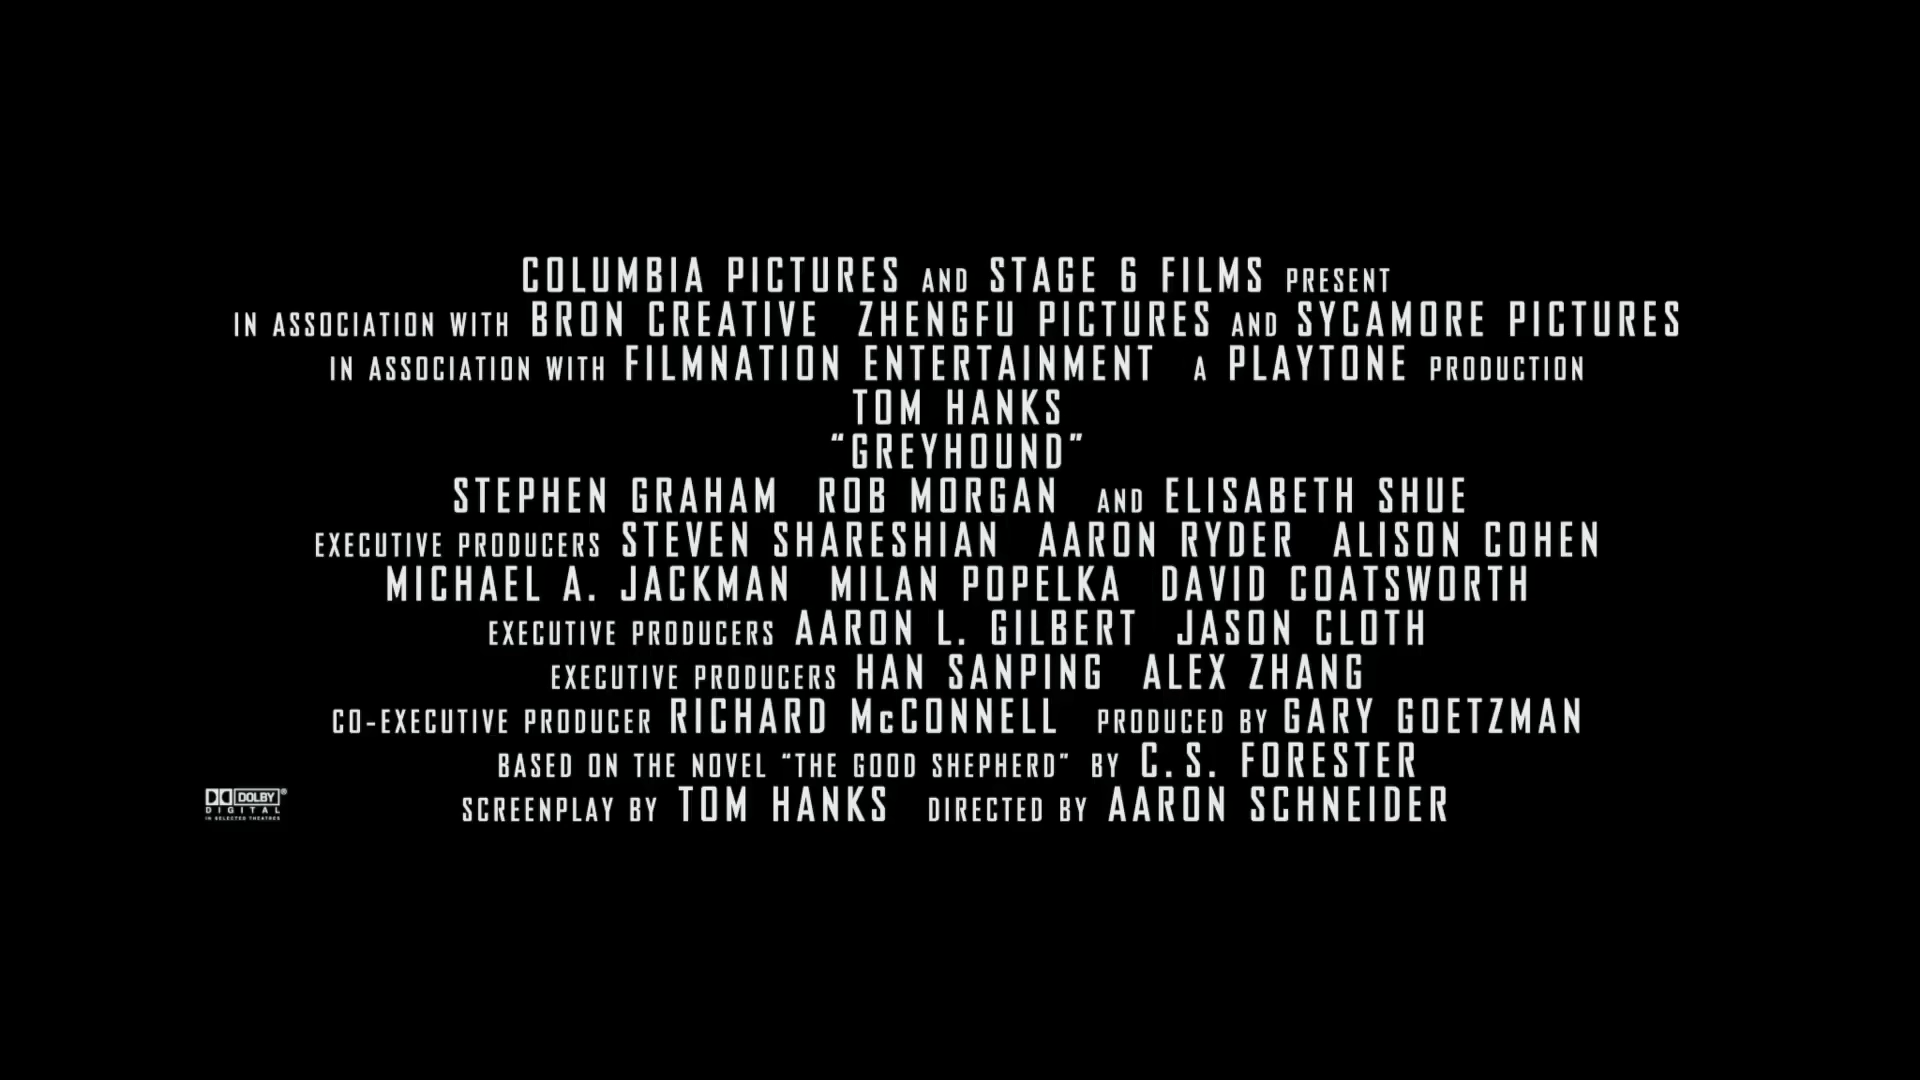 COLUMBIA PICTURES AND STAGE 6 FILMS PRESENT
IN ASSOCIATION WITH BRON CREATIVE ZHENGFU PICTURES AND SYCAMORE PICTURES
IN ASSOCIATION WITH FILMNATION ENTERTAINMENT A PLAYTONE PRODUCTION
TOM HANKS
“GREYHOUND”
STEPHEN GRAHAM ROB MORGAN AND ELISABETH SHUE
EXECUTIVE PRODUCERS STEVEN SHARESHIAN AARON RYDER ALISON COHEN
MICHAEL A. JACKMAN MILAN POPELKA DAVID COATSWORTH
EXECUTIVE PRODUCERS AARON L. GILBERT JASON CLOTH
EXECUTIVE PRODUCERS HAN SANPING ALEX ZHANG
CO-EXECUTIVE PRODUCER RICHARD McCONNELL PRODUCED BY GARY GOETZMAN
BASED ON THE NOVEL “THE GOOD SHEPHERD” BY C.S. FORESTER
SCREENPLAY BY TOM HANKS DIRECTED BY AARON SCHNEIDER
DOLBY®
DIGITAL
IN SELECTED THEATRES